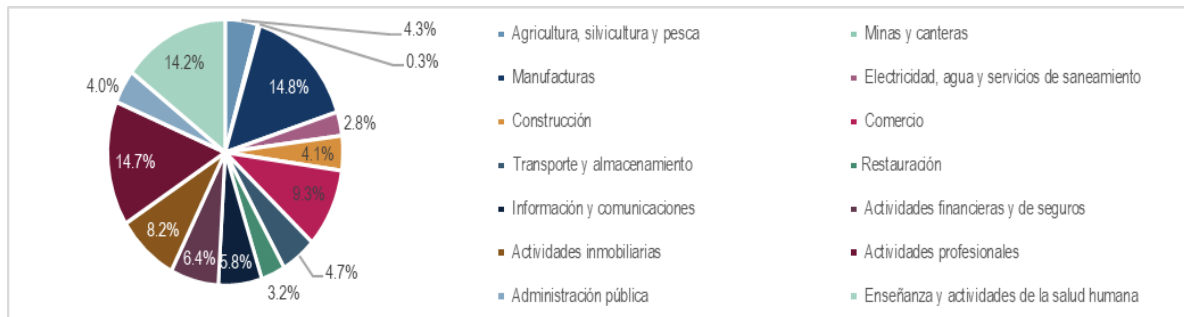 4.3%
0.3%
14.8%
2.8%
4.1%
9.3%
4.7%
3.2%
5.8%
6.4%
8.2%
14.7%
4.0%
14.2%
Agricultura, silvicultura y pesca
Minas y canteras
Manufacturas
Electricidad, agua y servicios de saneamiento
Construcción
Comercio
Transporte y almacenamiento
Restauración
Información y comunicaciones
Actividades financieras y de seguros
Actividades inmobiliarias
Actividades profesionales
Administración pública
Enseñanza y actividades de la salud humana